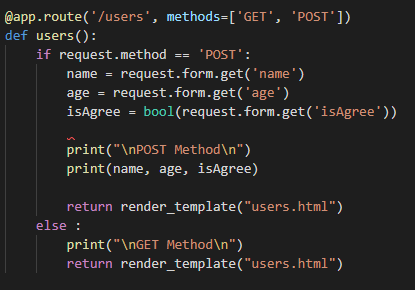 @app.route('/users', methods=['GET', 'POST'])
def users():
    if request.method == 'POST':
        name = request.form.get('name')
        age = request.form.get('age')
        isAgree = bool(request.form.get('isAgree'))

        print("\nPOST Method\n")
        print(name, age, isAgree)

        return render_template("users.html")
    else :
        print("\nGET Method\n")
        return render_template("users.html")